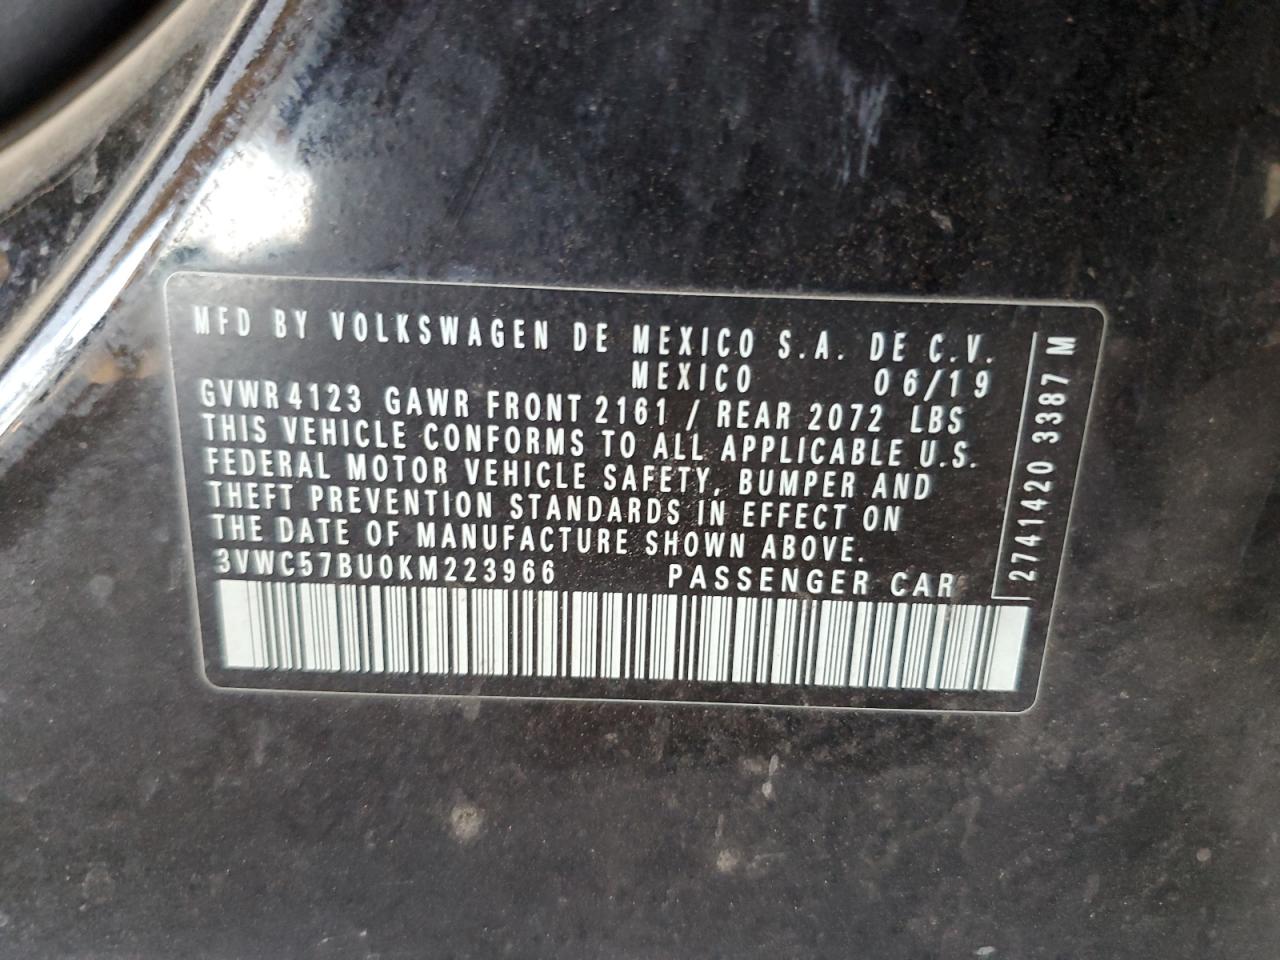 MFD BY VOLKSWAGEN DE MEXICO S.A. DE C.V.
MEXICO 06/19
GVWR 4123 GAWR FRONT 2161 / REAR 2072 LBS
THIS VEHICLE CONFORMS TO ALL APPLICABLE U.S.
FEDERAL MOTOR VEHICLE SAFETY, BUMPER AND
THEFT PREVENTION STANDARDS IN EFFECT ON
THE DATE OF MANUFACTURE SHOWN ABOVE.
3VWC57BU0KM223966 PASSENGER CAR
2741420 3387 M